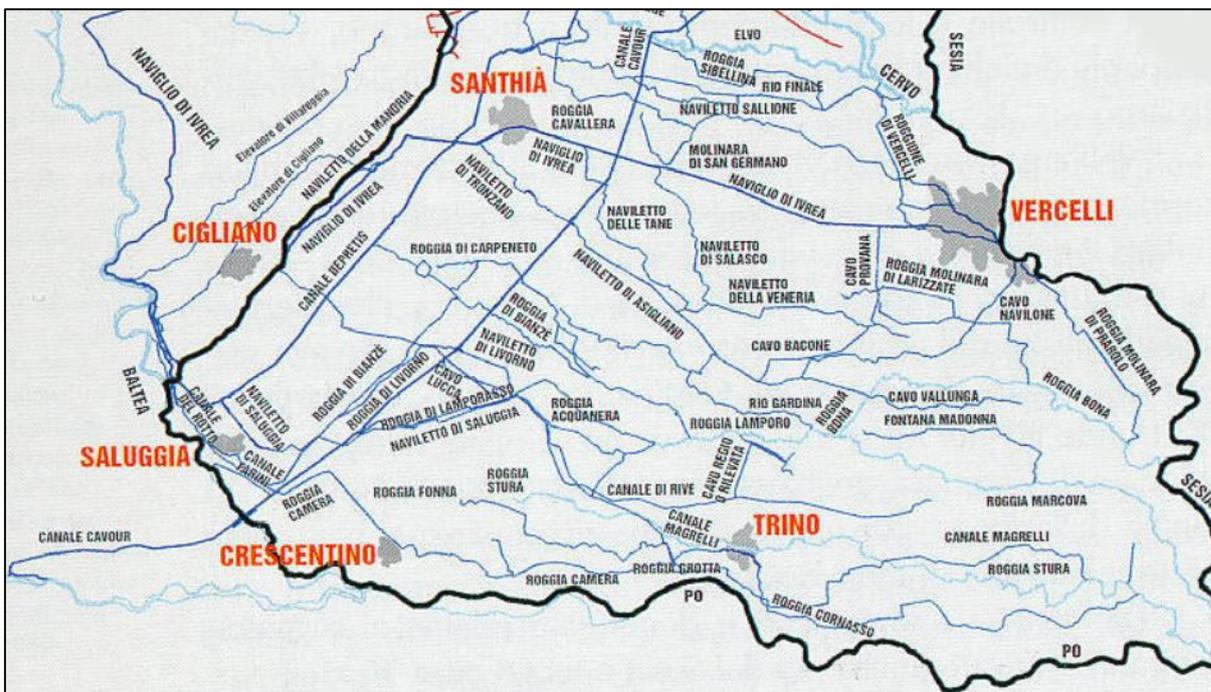 ELVO
SESIA
CANALE
CAVOUR
ROGGIA
SIBELLINA
RIO FINALE
CERVO
NAVIGLIO DI IVREA
SANTHIÀ
Elevatore di Villareggia
ROGGIA
CAVALLERA
NAVILETTO SALLIONE
ROGGIONE
DI VERCELLI
Elevatore di Cigliano
NAVILETTO DELLA MANDRIA
NAVILETTO
DI TRONZANO
NAVIGLIO
DI IVREA
MOLINARA
DI SAN GERMANO
NAVIGLIO DI IVREA
VERCELLI
CIGLIANO
NAVIGLIO DI IVREA
CANALE DEPRETIS
ROGGIA DI CARPENETO
NAVILETTO
DELLE TANE
NAVILETTO
DI SALASCO
CAVO
PROVANA
ROGGIA MOLINARA
DI LARIZZATE
NAVILETTO DI ASIGLIANO
NAVILETTO
DELLA VENERIA
CAVO
NAVILONE
ROGGIA MOLINARA
DI PRAROLO
ROGGIA
DI BIANZÈ
NAVILETTO
DI LIVORNO
CAVO BACONE
BALTEA
CANALE
DEL ROTTO
NAVILETTO
DI SALUGGIA
ROGGIA DI BIANZÈ
ROGGIA DI LIVORNO
CAVO
LUCCA
ROGGIA DI LAMPORASSO
NAVILETTO DI SALUGGIA
ROGGIA
ACQUANERA
RIO GARDINA
ROGGIA
BONA
CAVO VALLUNGA
ROGGIA BONA
ROGGIA LAMPORO
FONTANA MADONNA
SALUGGIA
CANALE
FARINI
ROGGIA
CAMERA
ROGGIA FONNA
ROGGIA
STURA
CANALE DI RIVE
CAVO REGIO
O RILEVATA
SESIA
ROGGIA MARCOVA
CANALE CAVOUR
CRESCENTINO
CANALE
MAGRELLI
TRINO
CANALE MAGRELLI
ROGGIA CAMERA
ROGGIA GROTTA
ROGGIA STURA
PO
ROGGIA CORNASSO
PO